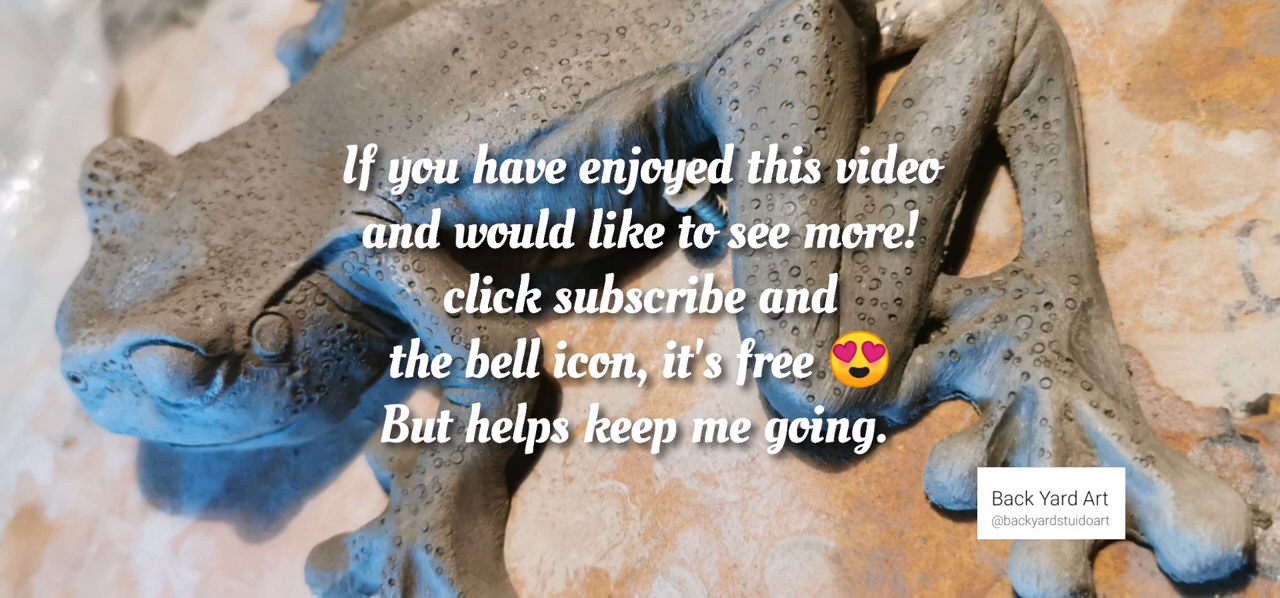 If you have enjoyed this video
and would like to see more!
click subscribe and
the bell icon, it's free 😍
But helps keep me going.
Back Yard Art
@backyardstuidoart